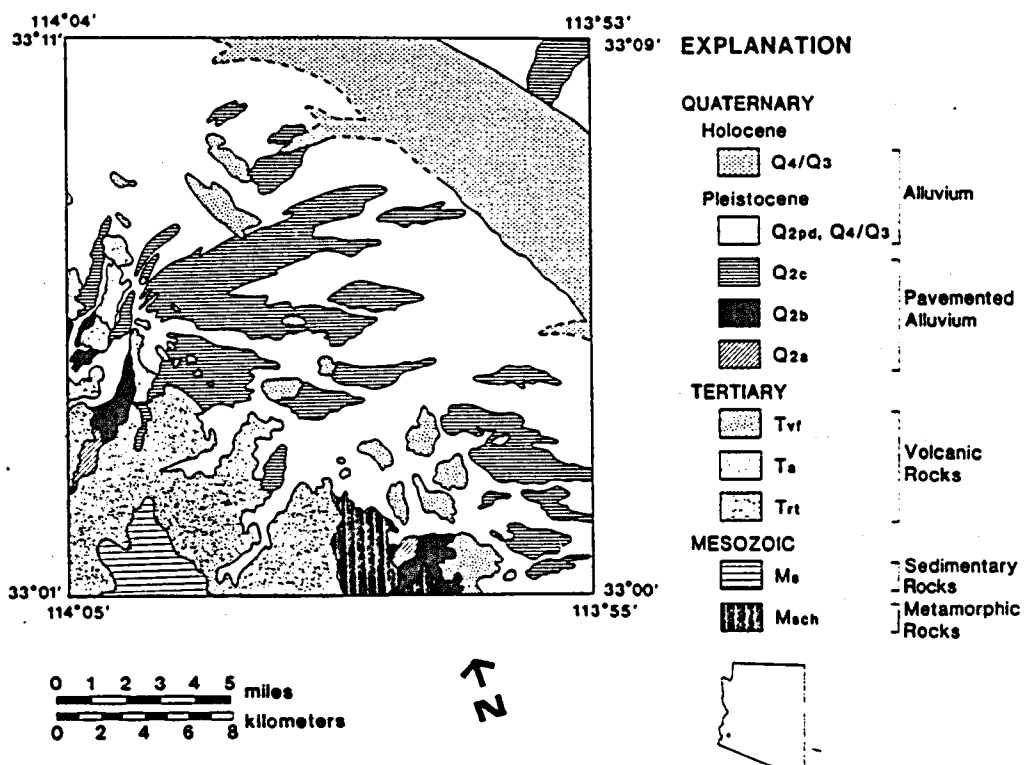 114°04'
113°53'
33°11'
33°09'
33°01'
33°00'
114°05'
113°55'
0 1 2 3 4 5 miles
kilometers
0 2 4 6 8
N
EXPLANATION
QUATERNARY
Holocene
Q4/Q3
Pleistocene
Q2pd, Q4/Q3
Alluvium
Q2c
Q2b
Q2a
Pavemented
Alluvium
TERTIARY
Tvf
Ta
Trt
Volcanic
Rocks
MESOZOIC
Ms
Sedimentary
Rocks
Msch
Metamorphic
Rocks